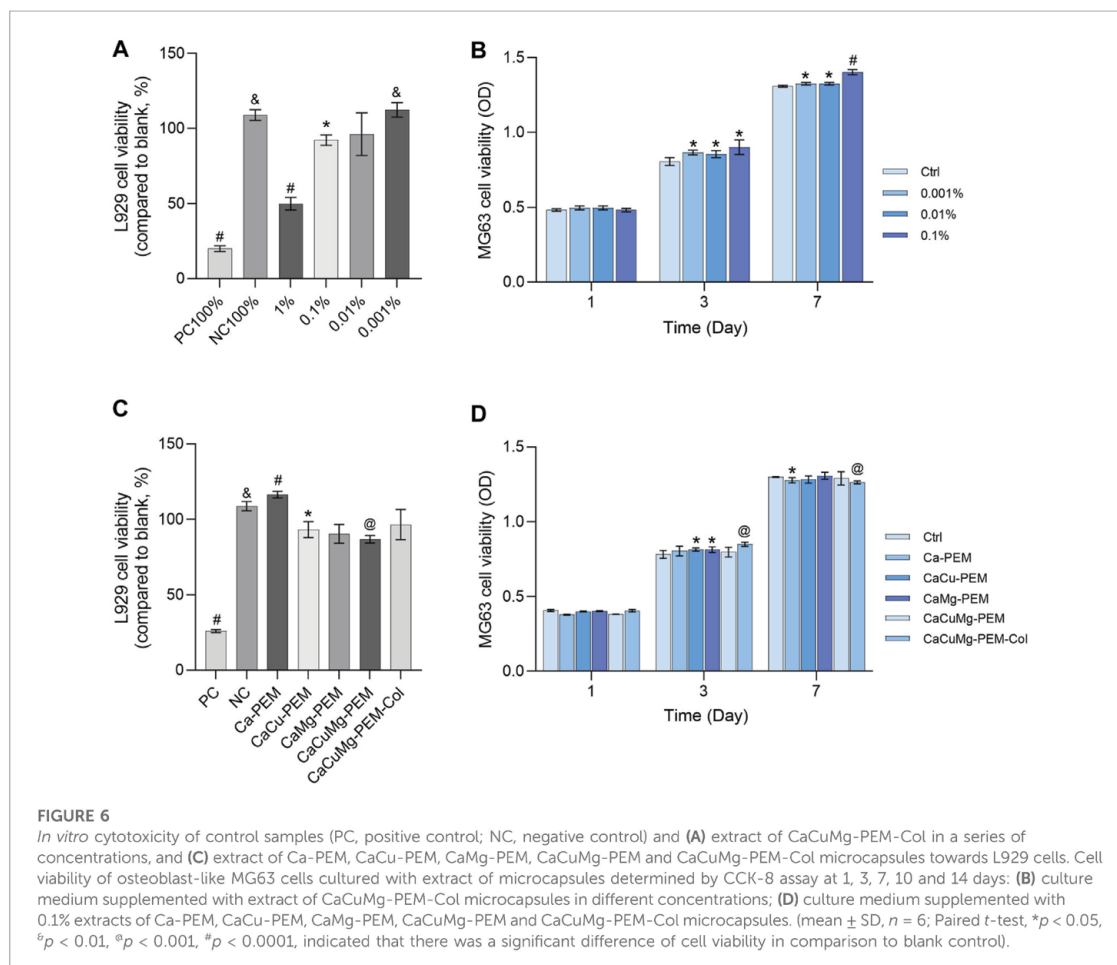 A
150
100
50
0
L929 cell viability
(compared to blank, %)
#
&
#
*
&
PC100%
NC100%
1%
0.1%
0.01%
0.001%
B
1.5
1.0
0.5
0.0
MG63 cell viability (OD)
* * *
* * #
1
3
7
Time (Day)
Ctrl
0.001%
0.01%
0.1%
C
150
100
50
0
L929 cell viability
(compared to blank, %)
#
&
#
*
@
PC
NC
Ca-PEM
CaCu-PEM
CaMg-PEM
CaCuMg-PEM
CaCuMg-PEM-Col
D
1.5
1.0
0.5
0.0
MG63 cell viability (OD)
* * @
* @
1
3
7
Time (Day)
Ctrl
Ca-PEM
CaCu-PEM
CaMg-PEM
CaCuMg-PEM
CaCuMg-PEM-Col
FIGURE 6
In vitro cytotoxicity of control samples (PC, positive control; NC, negative control) and (A) extract of CaCuMg-PEM-Col in a series of
concentrations, and (C) extract of Ca-PEM, CaCu-PEM, CaMg-PEM, CaCuMg-PEM and CaCuMg-PEM-Col microcapsules towards L929 cells. Cell
viability of osteoblast-like MG63 cells cultured with extract of microcapsules determined by CCK-8 assay at 1, 3, 7, 10 and 14 days: (B) culture
medium supplemented with extract of CaCuMg-PEM-Col microcapsules in different concentrations; (D) culture medium supplemented with
0.1% extracts of Ca-PEM, CaCu-PEM, CaMg-PEM, CaCuMg-PEM and CaCuMg-PEM-Col microcapsules. (mean ± SD, n = 6; Paired t-test, *p < 0.05,
&p < 0.01, @p < 0.001, #p < 0.0001, indicated that there was a significant difference of cell viability in comparison to blank control).